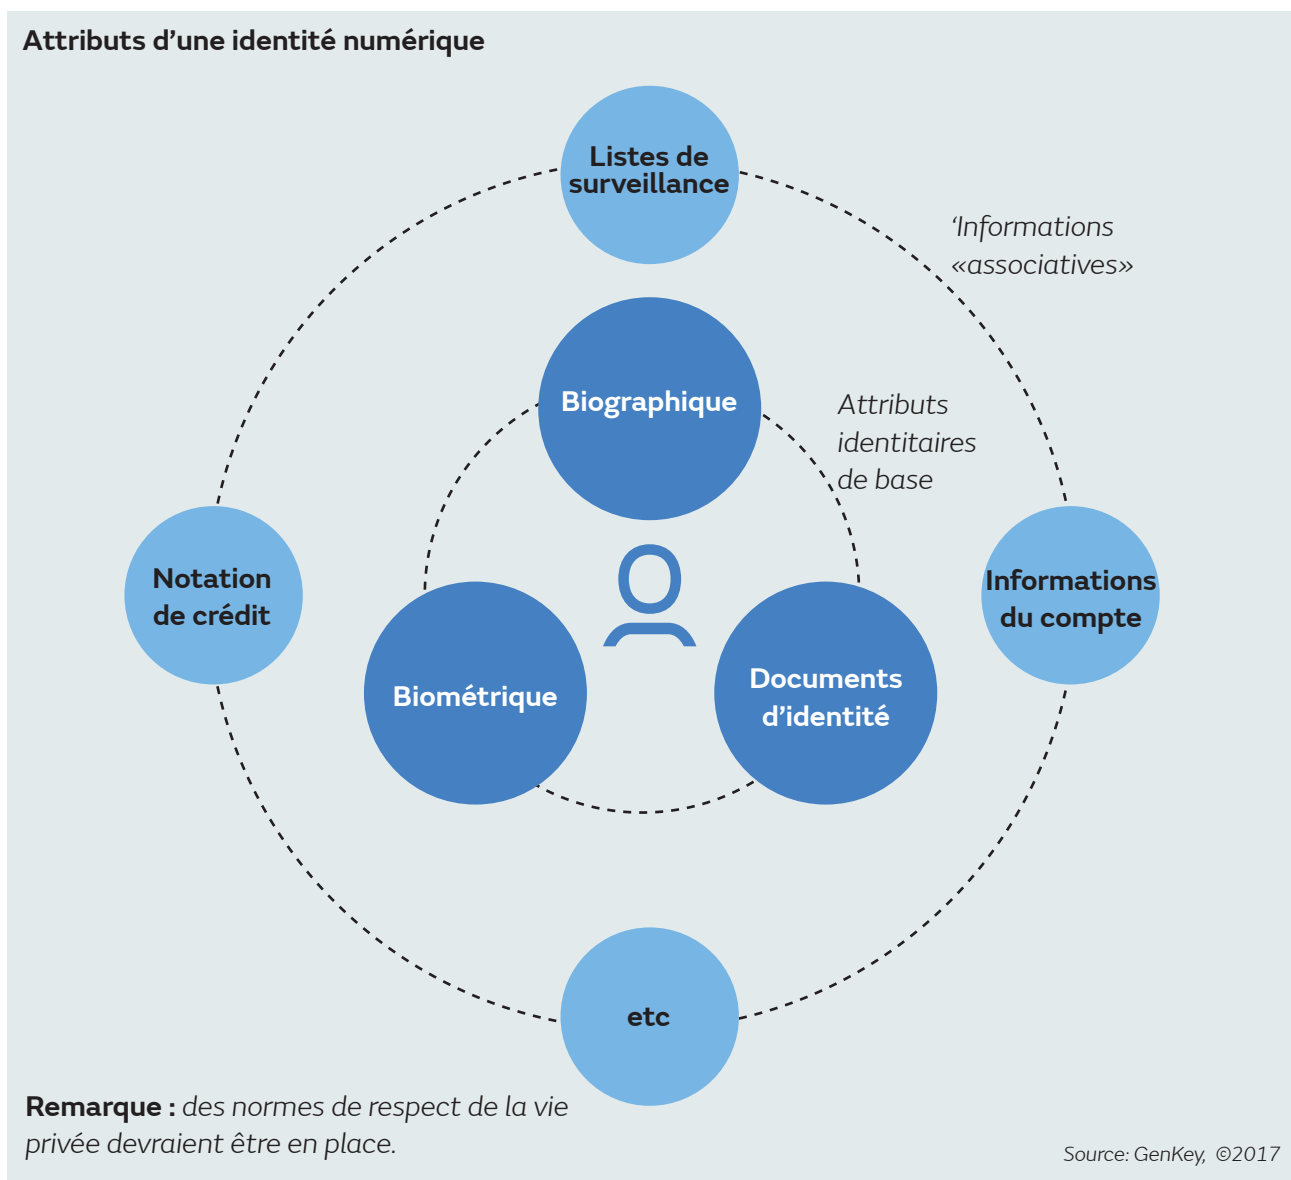 Attributs d’une identité numérique
Listes de
surveillance
‘Informations
«associatives»
Biographique
Attributs
identitaires
de base
Notation
de crédit
Informations
du compte
Biométrique
Documents
d’identité
etc
Remarque : des normes de respect de la vie
privée devraient être en place.
Source: GenKey, ©2017